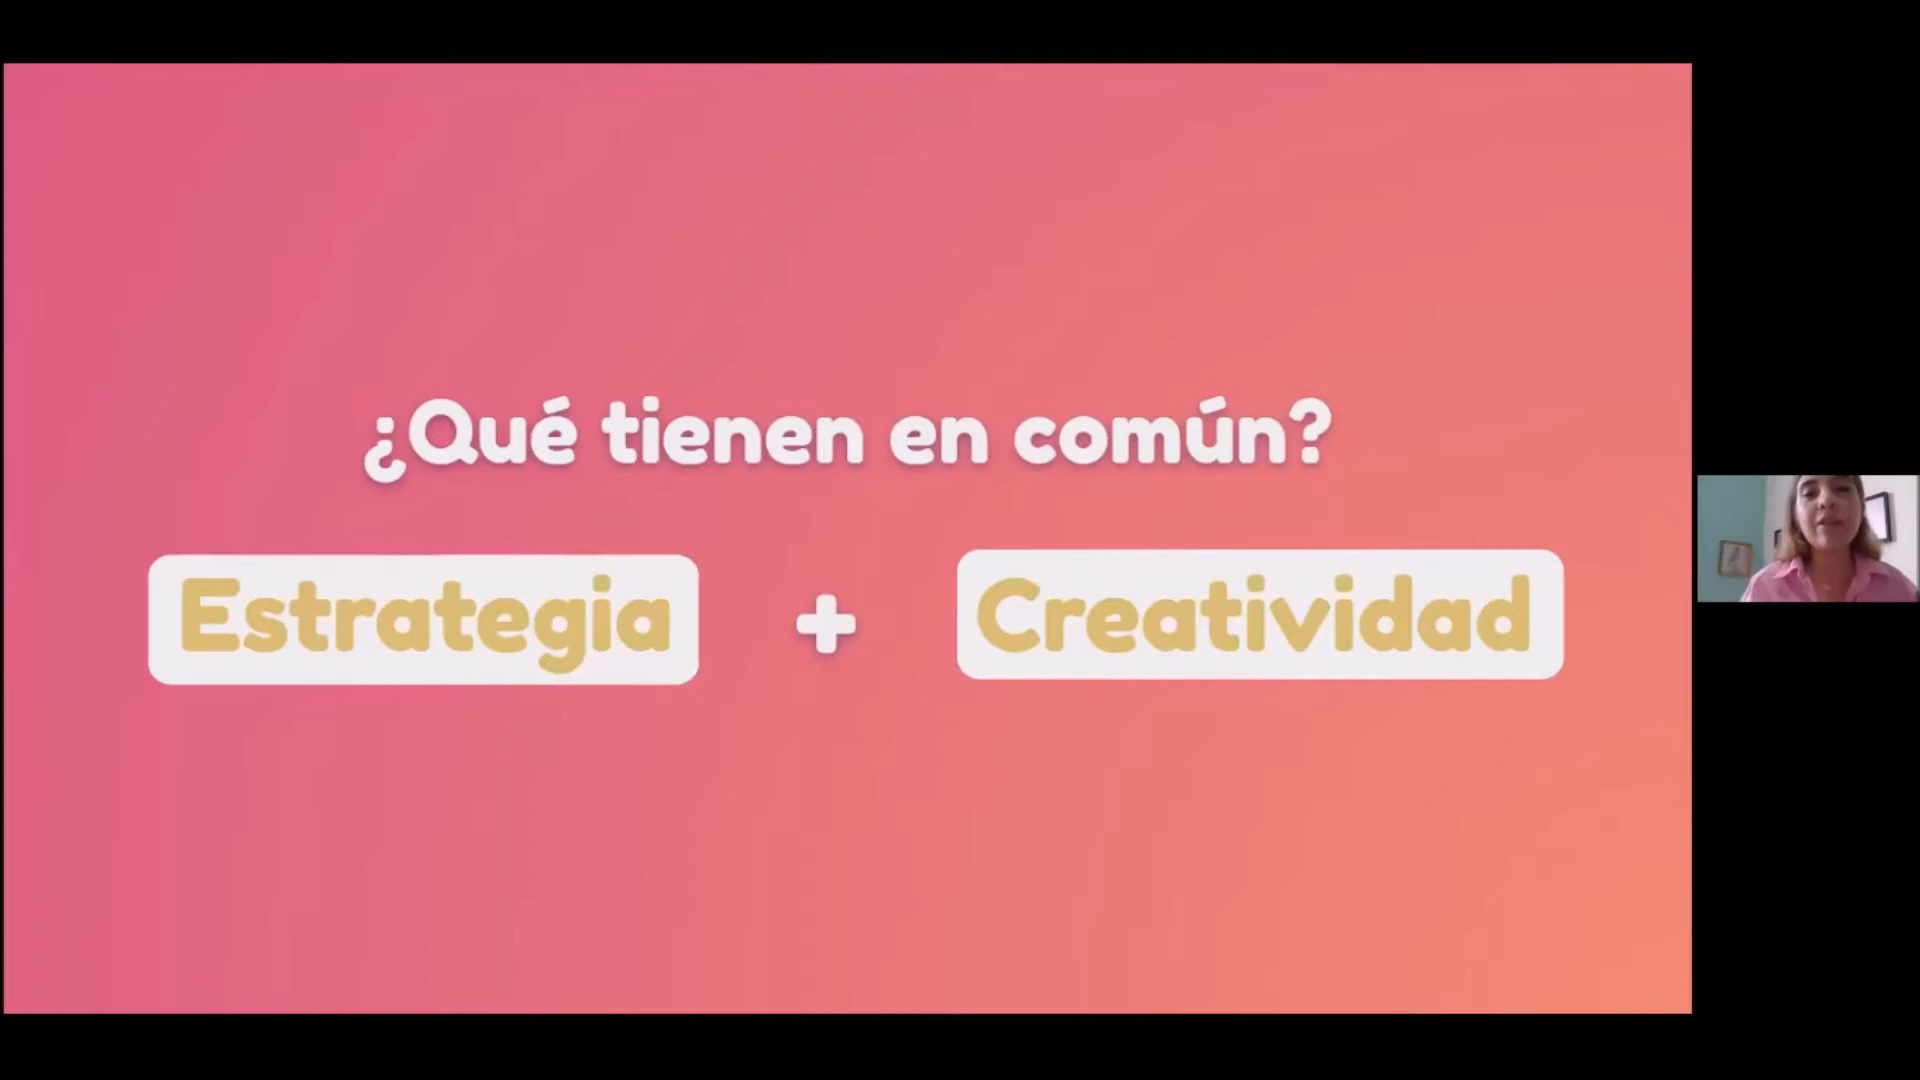 ¿Qué tienen en común?
Estrategia + Creatividad